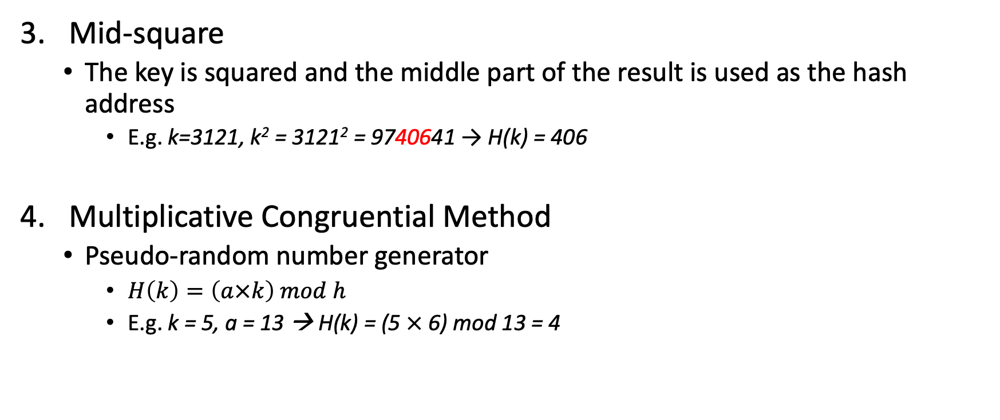 3. Mid-square
• The key is squared and the middle part of the result is used as the hash
address
• E.g. k=3121, k² = 3121² = 9740641 → H(k) = 406
4. Multiplicative Congruential Method
• Pseudo-random number generator
• H(k) = (a×k) mod h
• E.g. k = 5, a = 13 → H(k) = (5 × 6) mod 13 = 4